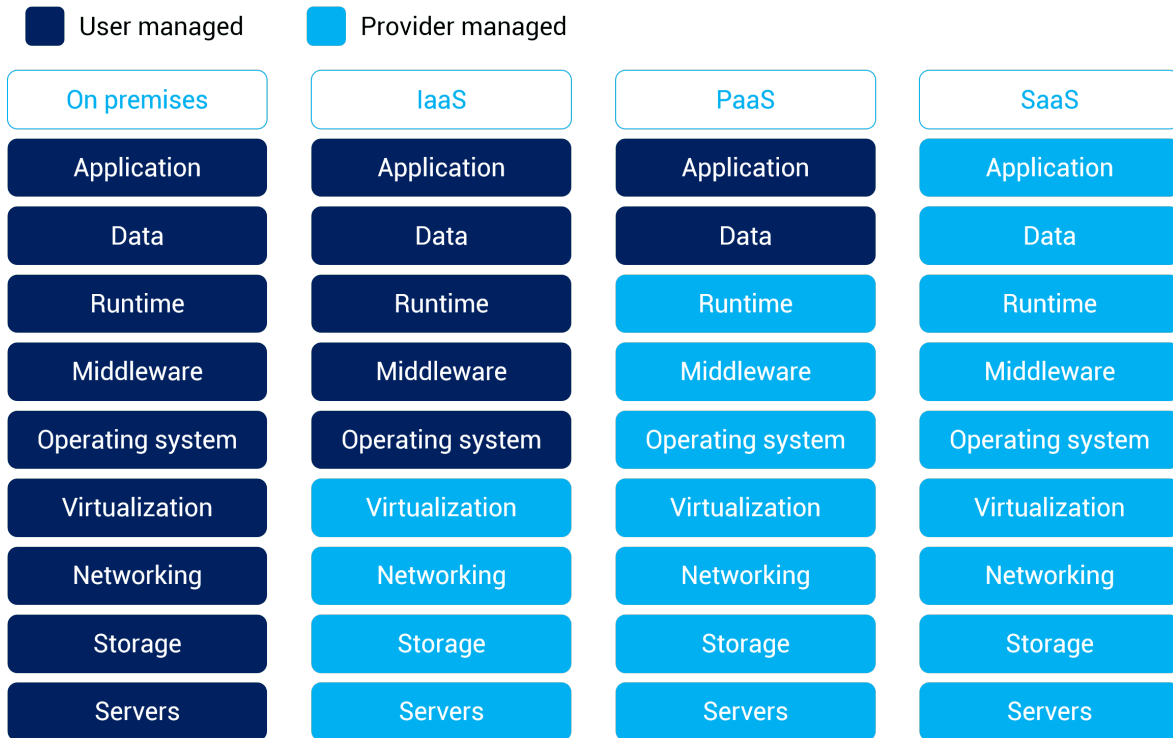 User managed Provider managed
On premises IaaS PaaS SaaS
Application Application Application Application
Data Data Data Data
Runtime Runtime Runtime Runtime
Middleware Middleware Middleware Middleware
Operating system Operating system Operating system Operating system
Virtualization Virtualization Virtualization Virtualization
Networking Networking Networking Networking
Storage Storage Storage Storage
Servers Servers Servers Servers